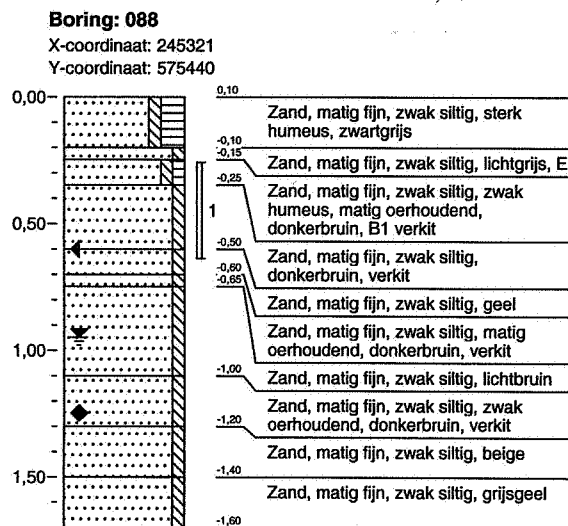 Boring: 088
X-coordinaat: 245321
Y-coordinaat: 575440
0,00
0,50
1,00
1,50
1
0,10
Zand, matig fijn, zwak siltig, sterk
humeus, zwartgrijs
-0,10
-0,15
Zand, matig fijn, zwak siltig, lichtgrijs, E
-0,25
Zand, matig fijn, zwak siltig, zwak
humeus, matig oerhoudend,
donkerbruin, B1 verkit
-0,50
Zand, matig fijn, zwak siltig,
donkerbruin, verkit
-0,60
-0,65
Zand, matig fijn, zwak siltig, geel
Zand, matig fijn, zwak siltig, matig
oerhoudend, donkerbruin, verkit
-1,00
Zand, matig fijn, zwak siltig, lichtbruin
Zand, matig fijn, zwak siltig, zwak
oerhoudend, donkerbruin, verkit
-1,20
Zand, matig fijn, zwak siltig, beige
-1,40
Zand, matig fijn, zwak siltig, grijsgeel
-1,60